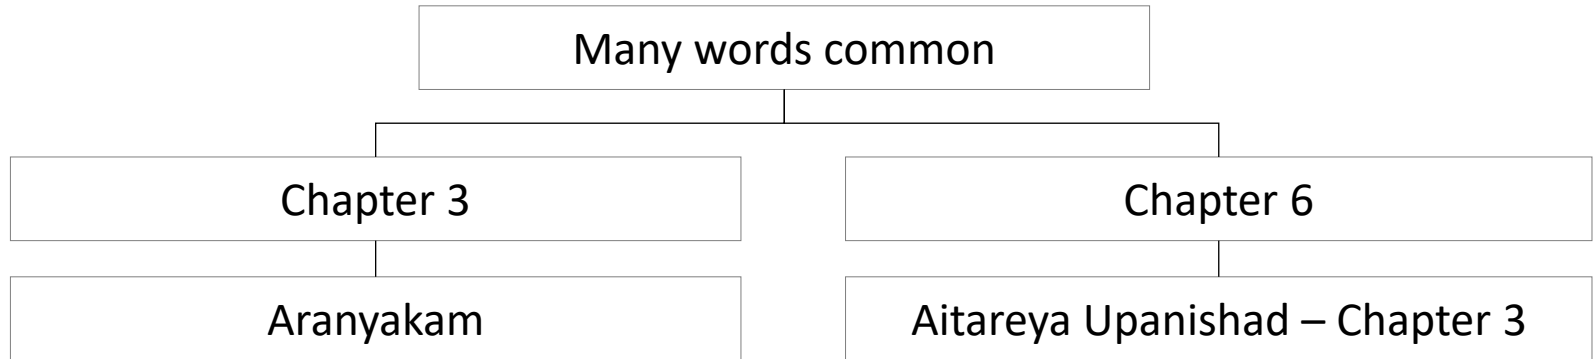 Many words common
Chapter 3
Chapter 6
Aranyakam
Aitareya Upanishad – Chapter 3